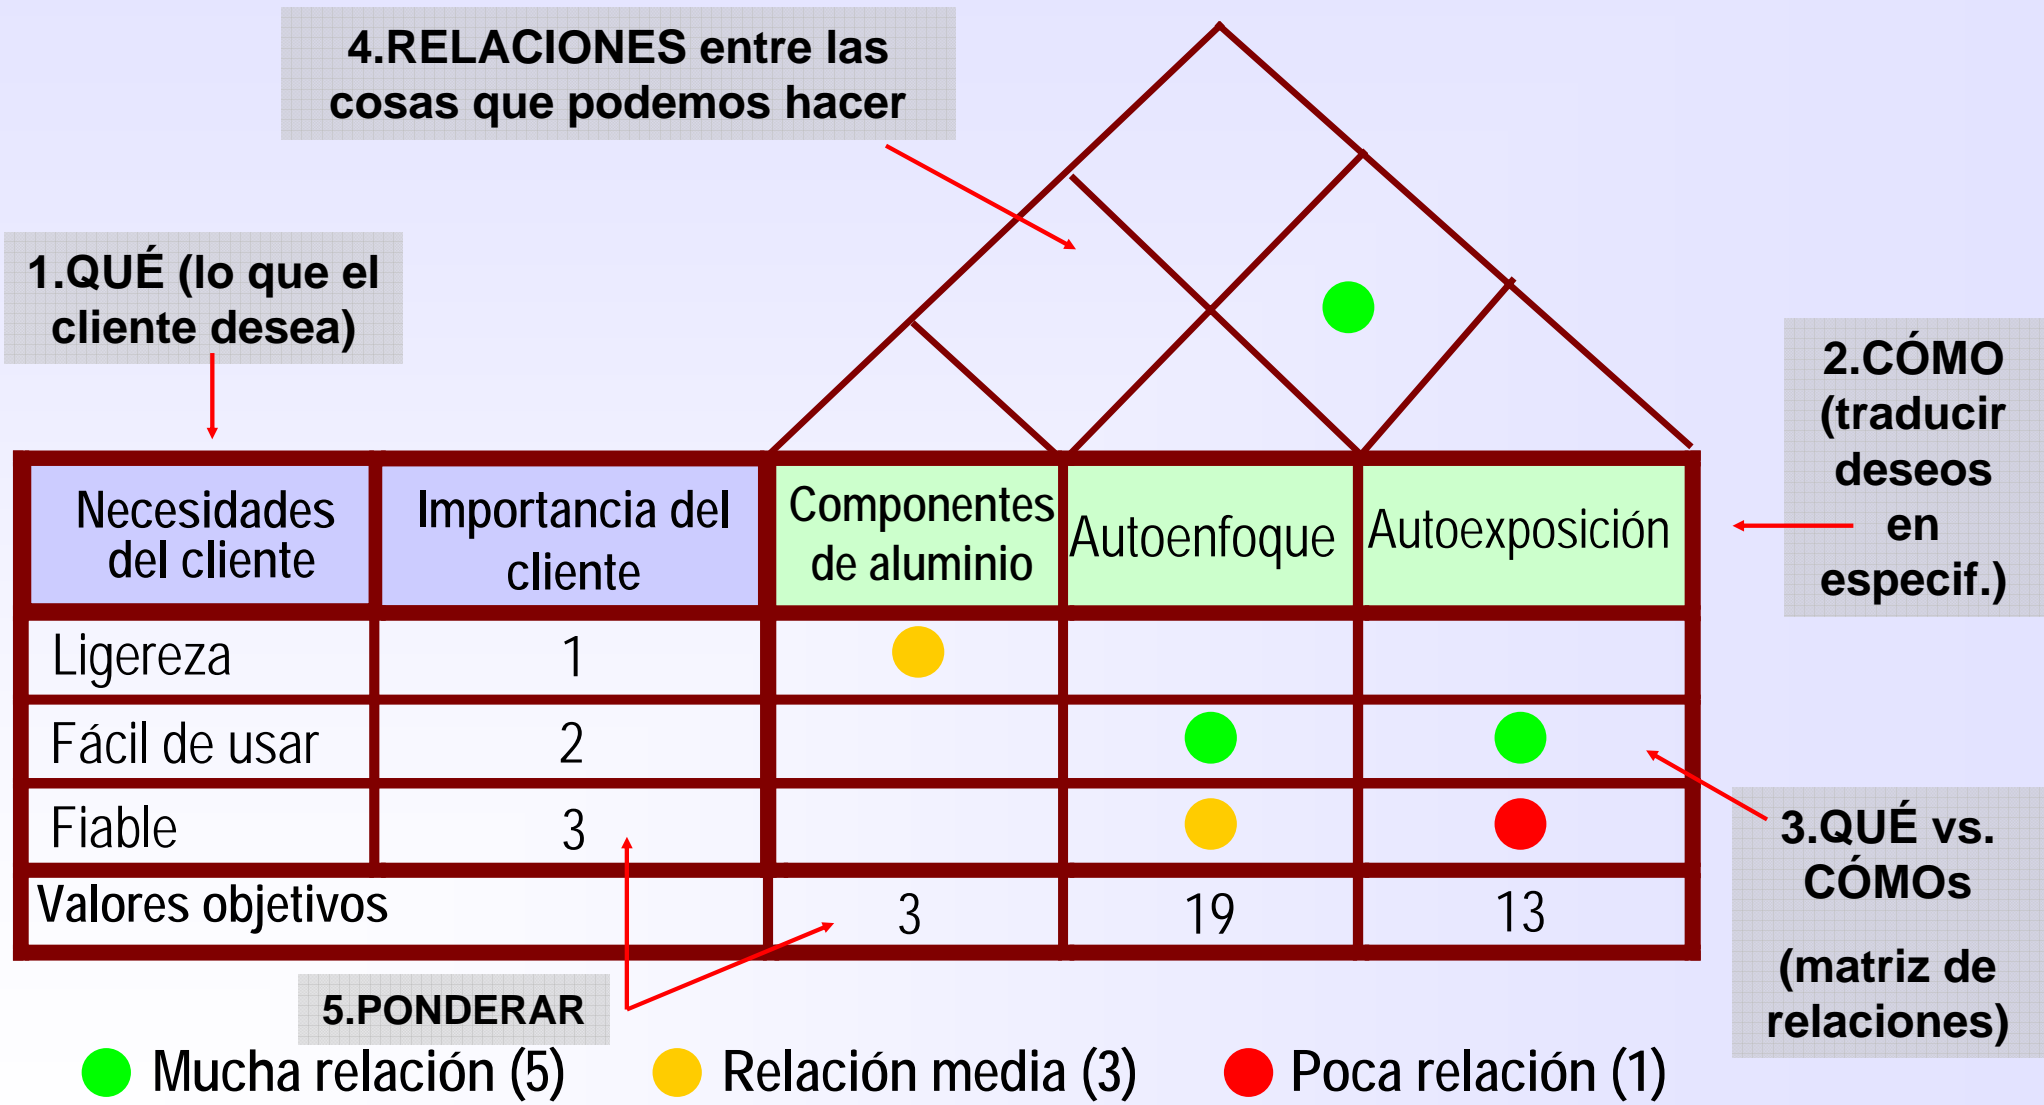 4.RELACIONES entre las
cosas que podemos hacer
1.QUÉ (lo que el
cliente desea)
2.CÓMO
(traducir
deseos
en
especif.)
Necesidades
del cliente
Importancia del
cliente
Componentes
de aluminio
Autoenfoque
Autoexposición
Ligereza
1
Fácil de usar
2
Fiable
3
3.QUÉ vs.
CÓMOs
(matriz de
relaciones)
Valores objetivos
3
19
13
5.PONDERAR
Mucha relación (5)
Relación media (3)
Poca relación (1)